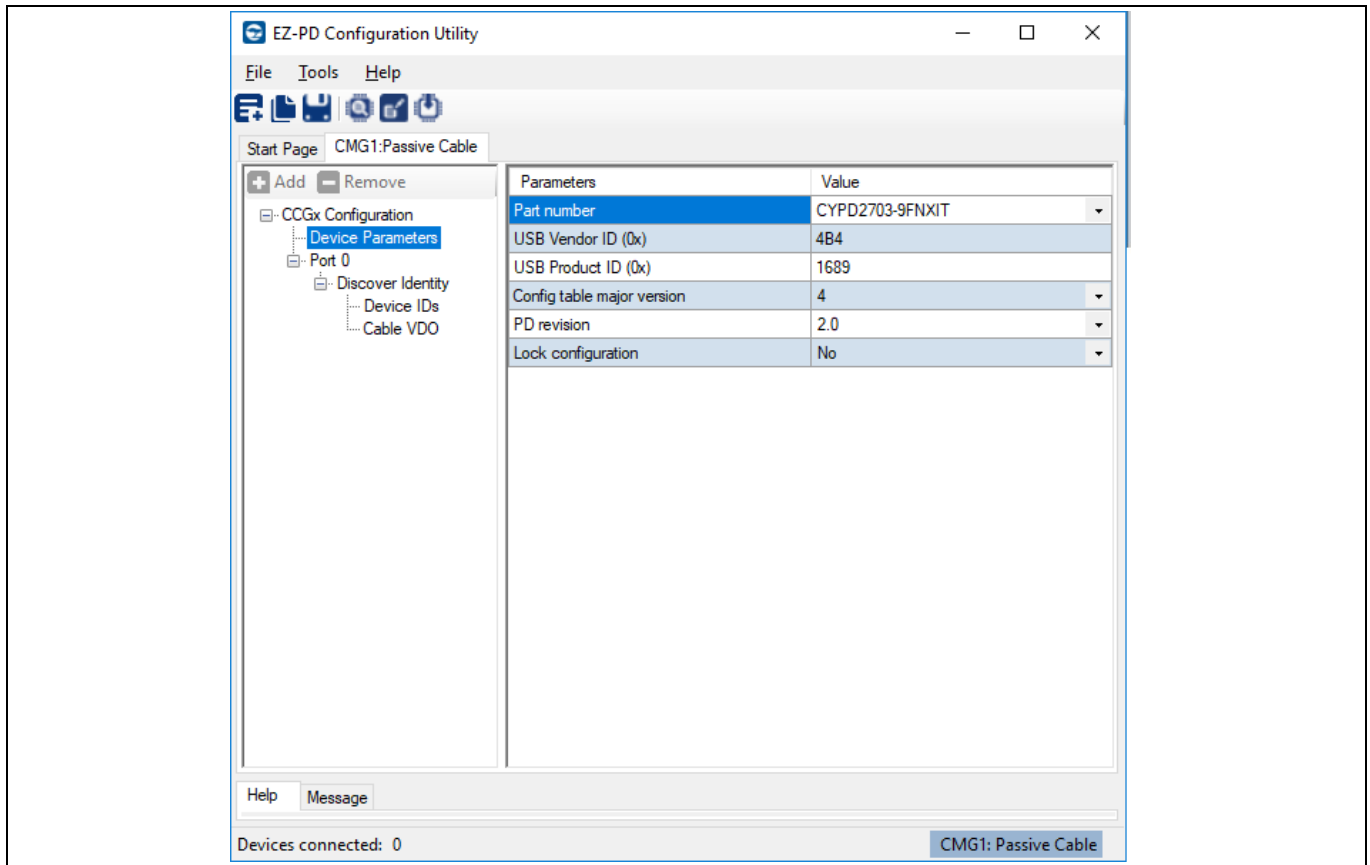 EZ-PD Configuration Utility
File Tools Help
Start Page CMG1:Passive Cable
Add Remove
CCGx Configuration
Device Parameters
Port 0
Discover Identity
Device IDs
Cable VDO
Parameters Value
Part number CYPD2703-9FNXIT
USB Vendor ID (0x) 4B4
USB Product ID (0x) 1689
Config table major version 4
PD revision 2.0
Lock configuration No
Help Message
Devices connected: 0 CMG1: Passive Cable